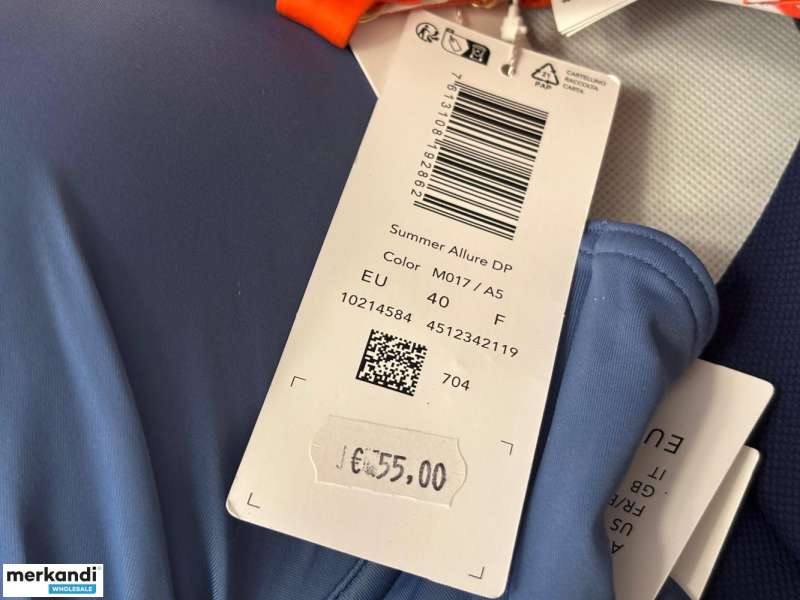 21
PAP
CARTELLINO
RACCOLTA
CARTA
7613108192862
Summer Allure DP
Color M017 / A5
EU 40 F
10214584 4512342119
704
€ 55,00
EU
IT
GB
US
merkandi®
WHOLESALE